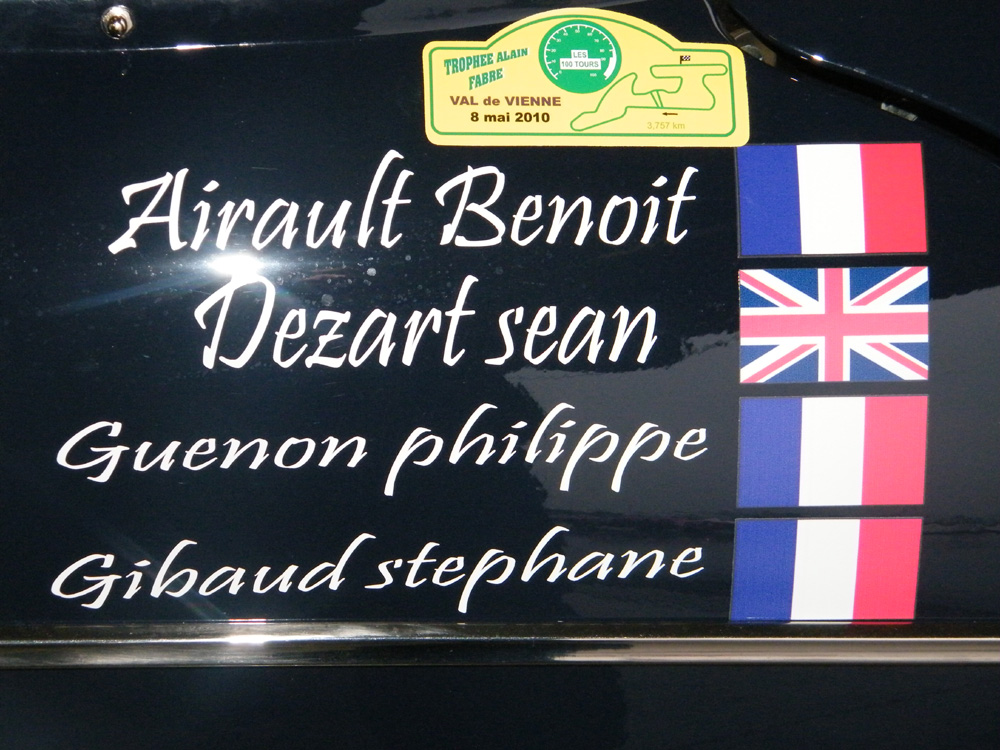 TROPHEE ALAIN
FABRE
LES
100 TOURS
VAL de VIENNE
8 mai 2010
3,757 km
Airault Benoit
Dezart sean
Guenon philippe
Gibaud stephane